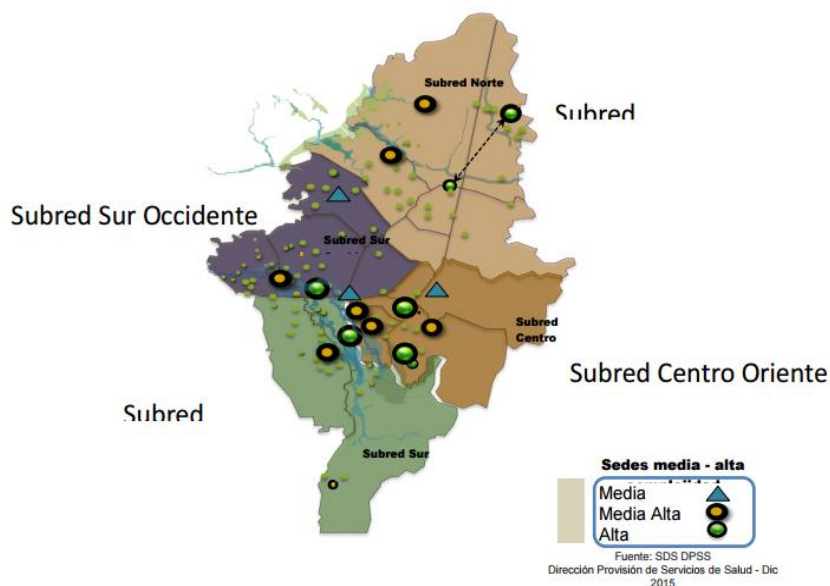 Subred Norte
Subred
Subred Sur Occidente
Subred Sur
Subred
Centro
Subred Centro Oriente
Subred
Subred Sur
Sedes media - alta
Media
Media Alta
Alta
Fuente: SDS DPSS
Dirección Provisión de Servicios de Salud - Dic
2015